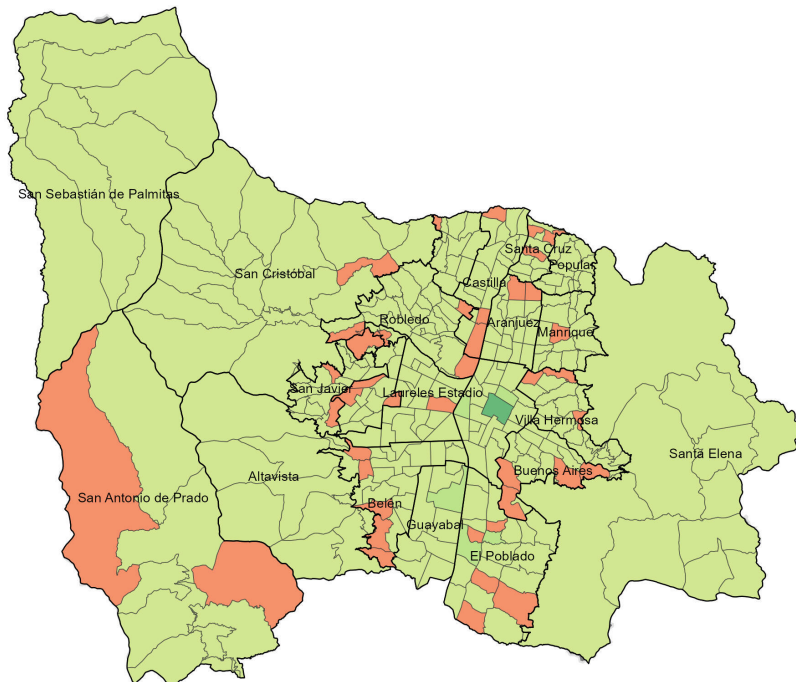 San Sebastián de Palmitas
San Cristóbal
Santa Cruz
Popular
Castilla
Robledo
Aranjuez
Manrique
San Javier
Laureles Estadio
Villa Hermosa
Santa Elena
Buenos Aires
Altavista
San Antonio de Prado
Belén
Guayabal
El Poblado